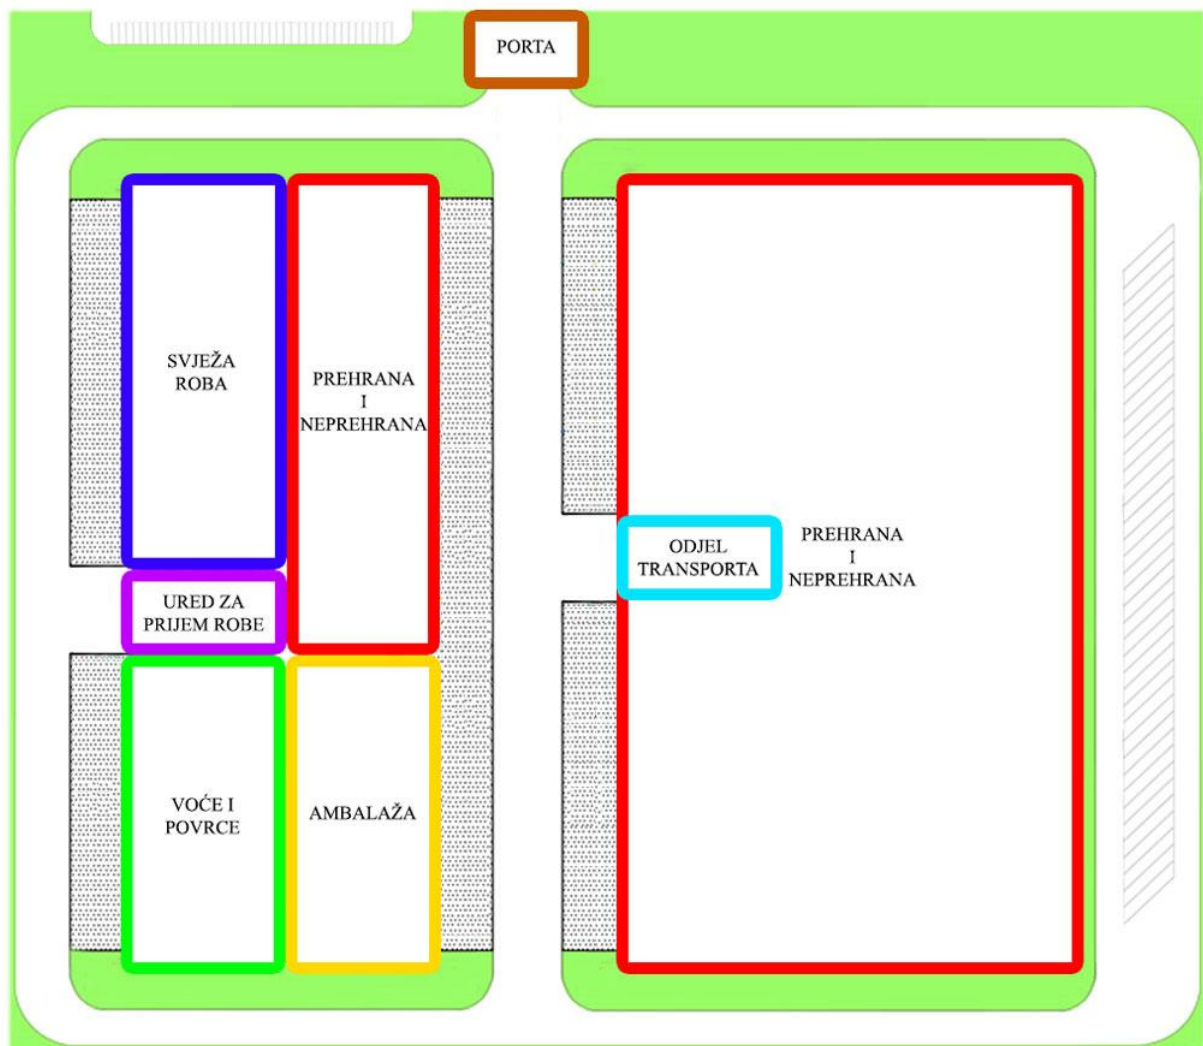 PORTA
SVJEŽA
ROBA
PREHRANA
I
NEPREHRANA
URED ZA
PRIJEM ROBE
VOĆE I
POVRCE
AMBALAŽA
ODJEL
TRANSPORTA
PREHRANA
I
NEPREHRANA